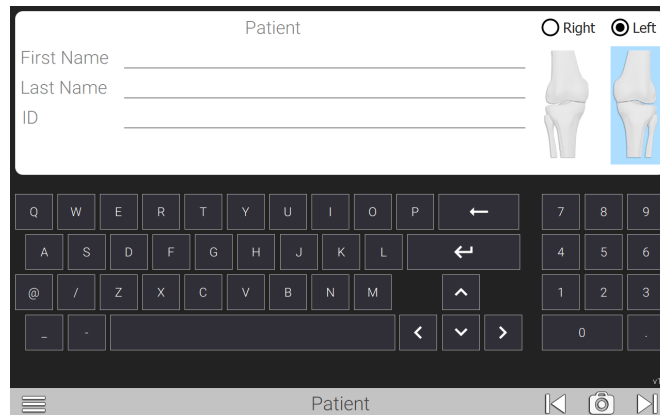 Patient
Right Left
First Name
Last Name
ID
Q W E R T Y U I O P 7 8 9
A S D F G H J K L 4 5 6
@ / Z X C V B N M 1 2 3
_ - 0 .
Patient